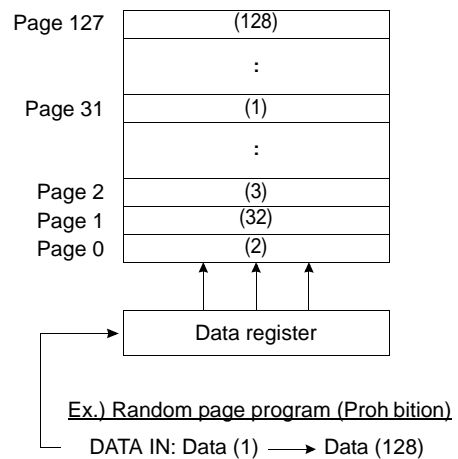 Page 127 (128)
:
Page 31 (1)
:
Page 2 (3)
Page 1 (32)
Page 0 (2)
Data register
Ex.) Random page program (Proh bition)
DATA IN: Data (1) Data (128)